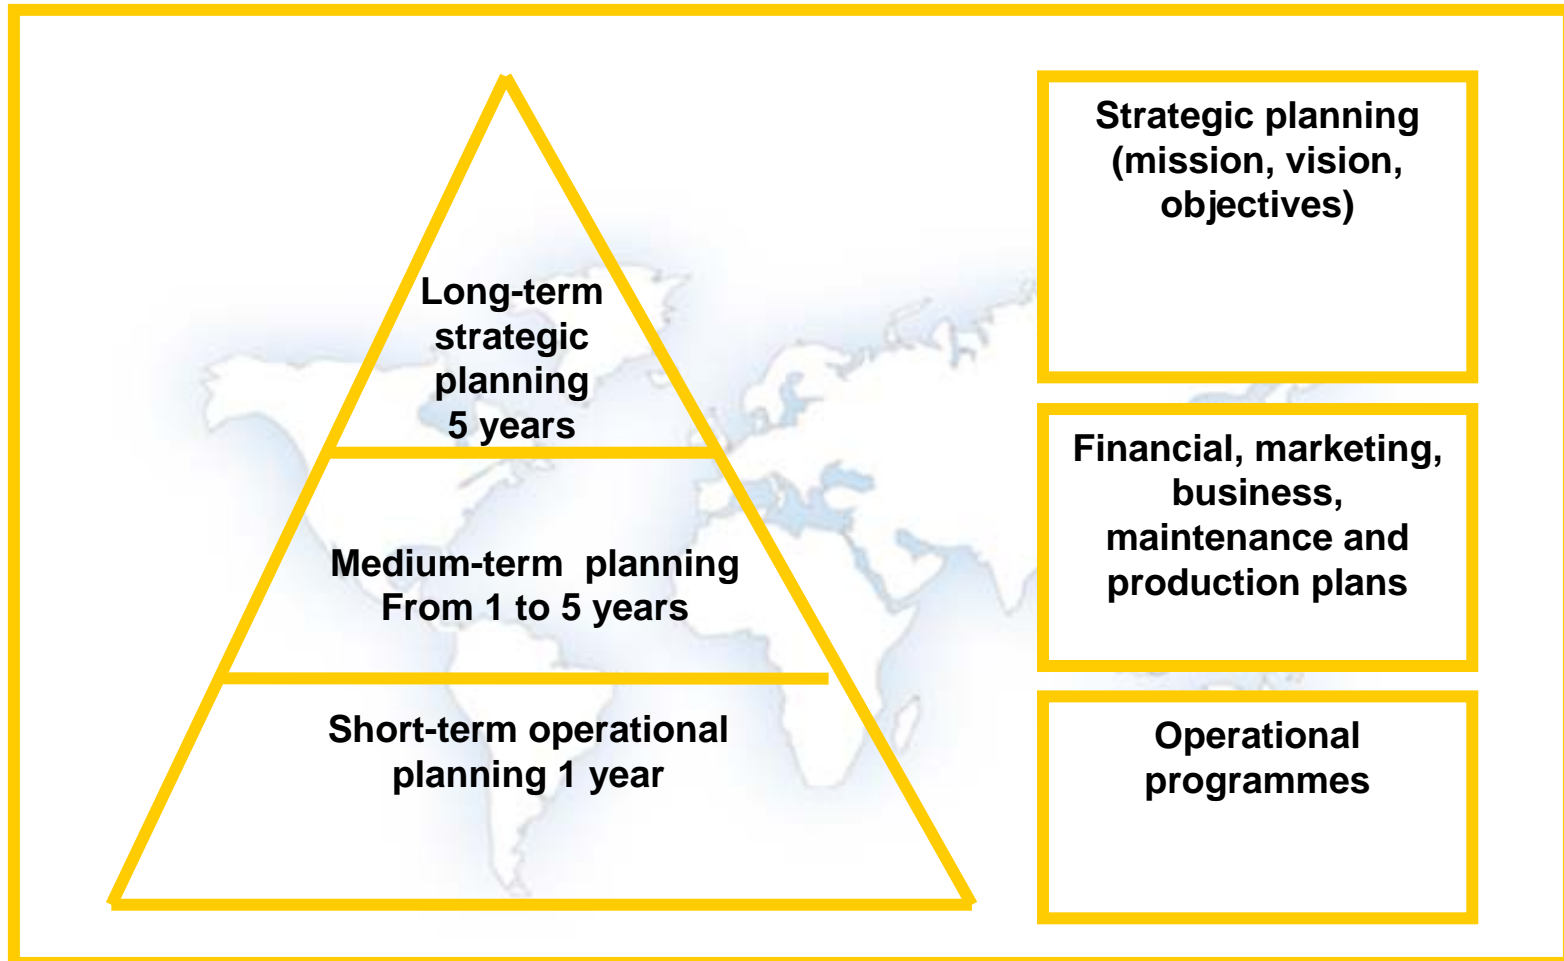 Long-term
strategic
planning
5 years
Medium-term  planning
From 1 to 5 years
Short-term operational
planning 1 year
Strategic planning
(mission, vision,
objectives)
Financial, marketing,
business,
maintenance and
production plans
Operational
programmes